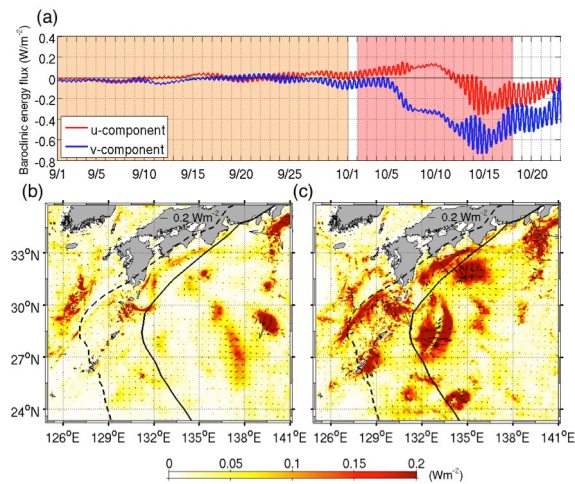 (a)
Baroclinic energy flux (W/m⁻²)
0.4
0.2
0
-0.2
-0.4
-0.6
-0.8
u-component
v-component
9/1 9/5 9/10 9/15 9/20 9/25 10/1 10/5 10/10 10/15 10/20
(b) (c)
0.2 Wm⁻² 0.2 Wm⁻²
33°N 33°N
30°N 30°N
27°N 27°N
24°N 24°N
126°E 129°E 132°E 135°E 138°E 141°E 126°E 129°E 132°E 135°E 138°E 141°E
0 0.05 0.1 0.15 0.2 (Wm⁻²)